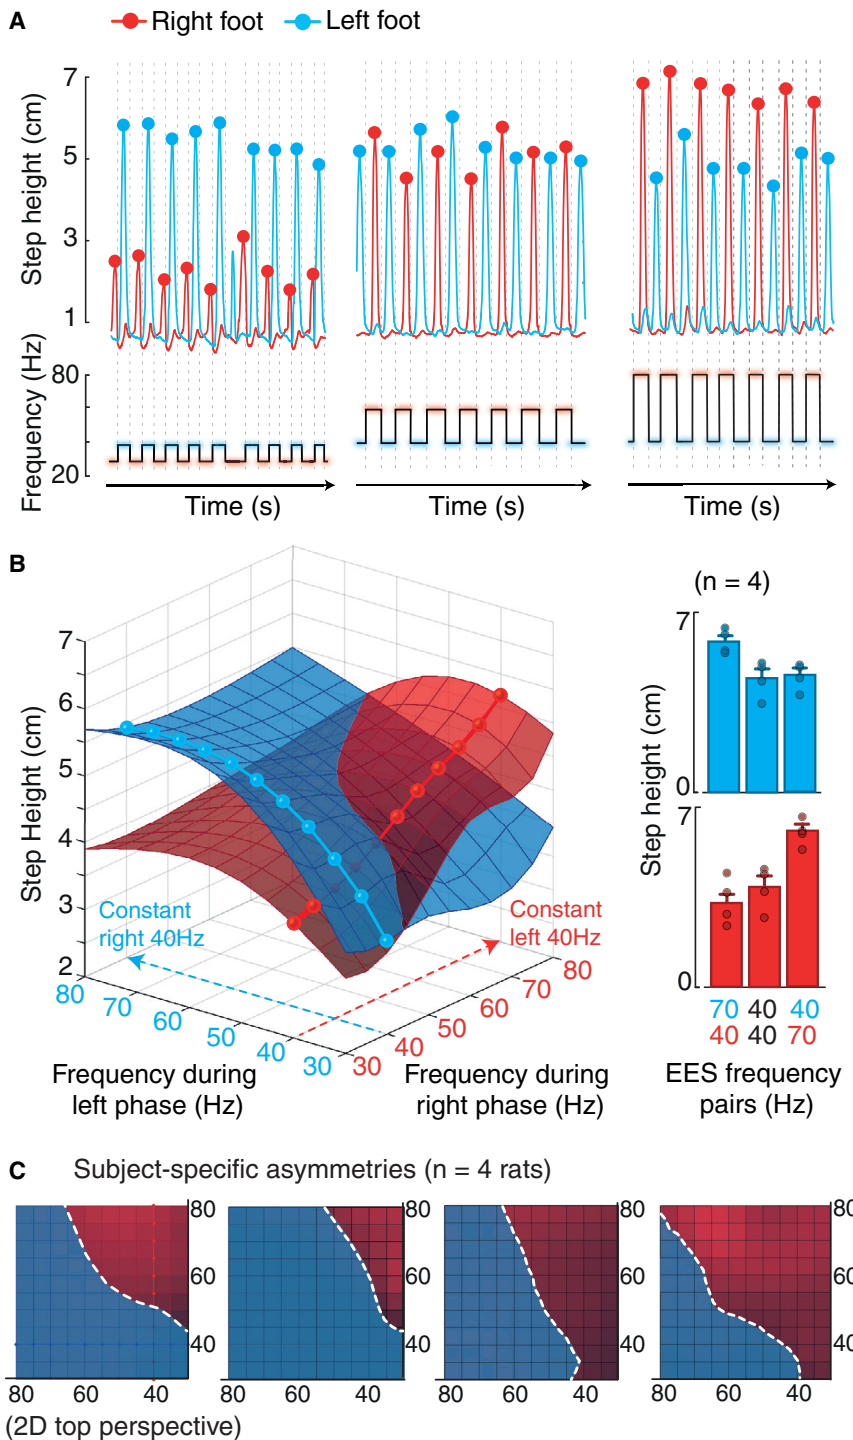 A
Right foot
Left foot
Step height (cm)
7
5
3
1
Frequency (Hz)
80
20
Time (s)
Time (s)
Time (s)
B
Step Height (cm)
7
6
5
4
3
2
Constant
right 40Hz
Constant
left 40Hz
80
70
60
50
40
30
30
40
50
60
70
80
Frequency during
left phase (Hz)
Frequency during
right phase (Hz)
(n = 4)
Step height (cm)
7
0
7
0
70 40 40
40 40 70
EES frequency
pairs (Hz)
C
Subject-specific asymmetries (n = 4 rats)
80
60
40
80 60 40
80
60
40
80 60 40
80
60
40
80 60 40
80 60 40
(2D top perspective)